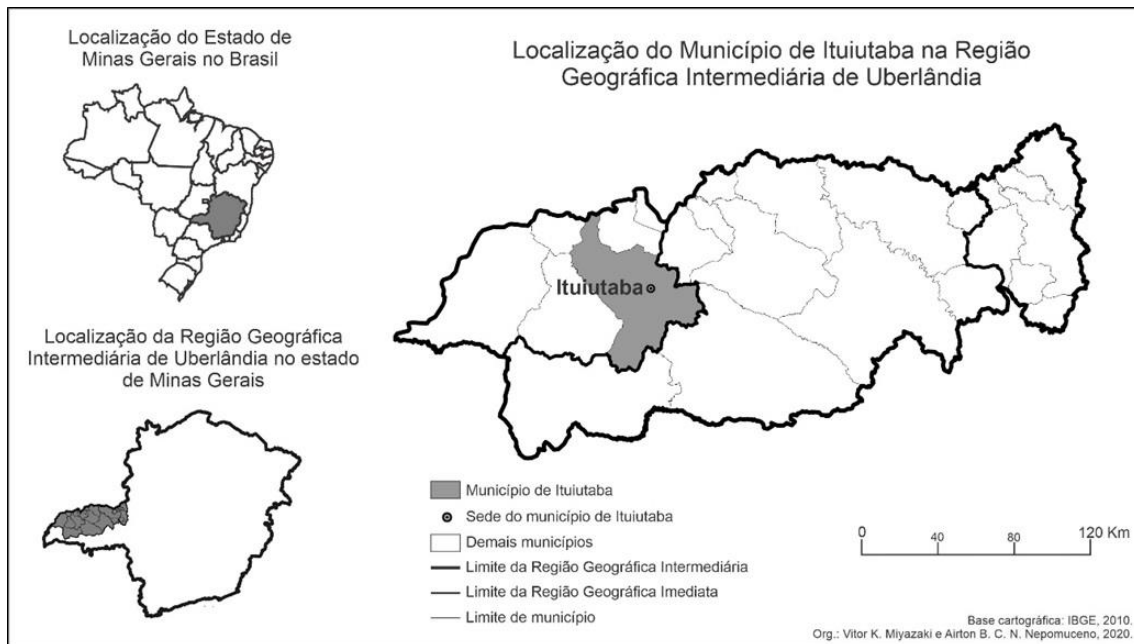 Localização do Estado de
Minas Gerais no Brasil
Localização do Município de Ituiutaba na Região
Geográfica Intermediária de Uberlândia
Ituiutaba
Localização da Região Geográfica
Intermediária de Uberlândia no estado
de Minas Gerais
Município de Ituiutaba
Sede do município de Ituiutaba
Demais municípios
Limite da Região Geográfica Intermediária
Limite da Região Geográfica Imediata
Limite de município
0 40 80 120 Km
Base cartográfica: IBGE, 2010.
Org.: Vitor K. Miyazaki e Airton B. C. N. Nepomuceno, 2020.